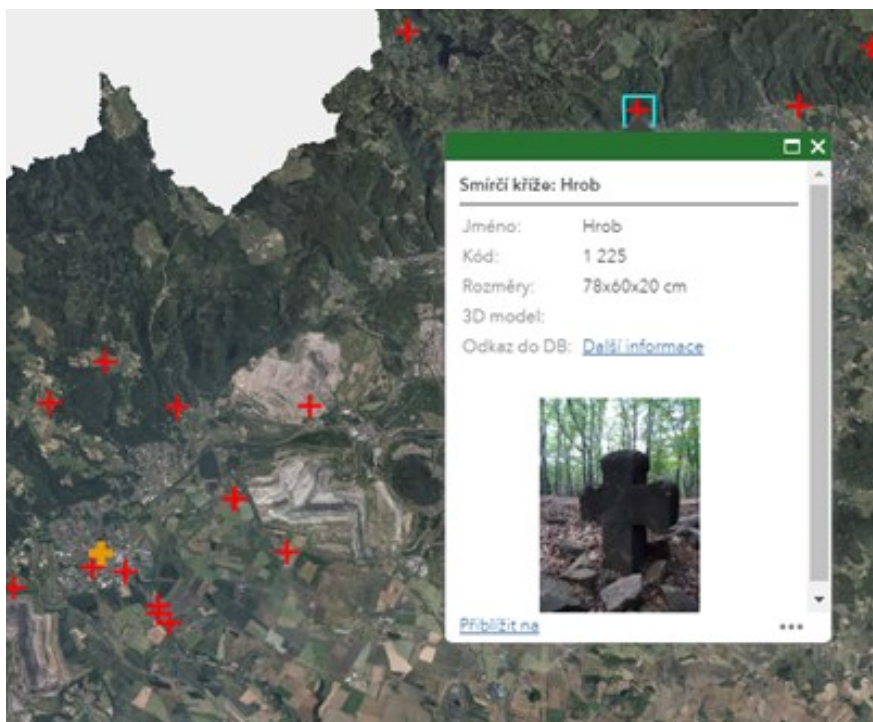 Smírčí kříže: Hrob
Jméno: Hrob
Kód: 1 225
Rozměry: 78x60x20 cm
3D model:
Odkaz do DB: Další informace
Přiblížit na